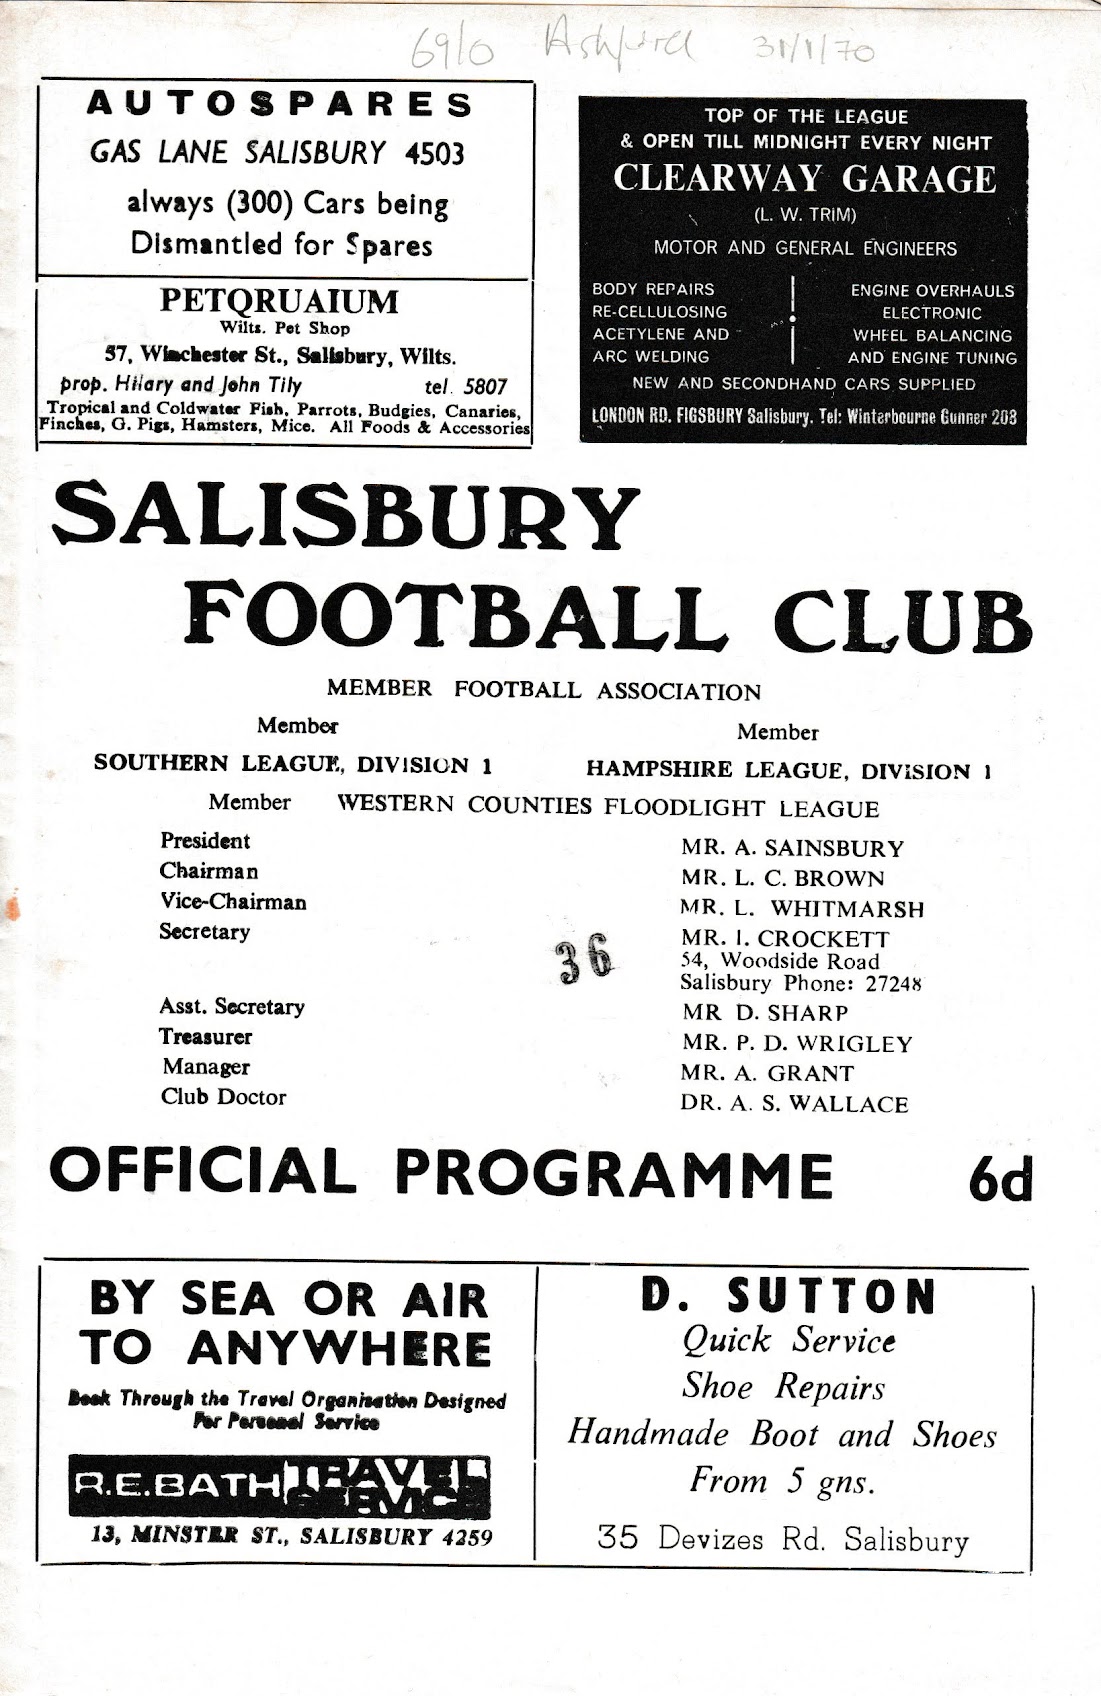 69/0 Ashford 31/1/70
AUTOSPARES
GAS LANE SALISBURY 4503
always (300) Cars being
Dismantled for Spares
PETQRUAIUM
Wilts. Pet Shop
57, Winchester St., Salisbury, Wilts.
prop. Hilary and John Tily tel. 5807
Tropical and Coldwater Fish, Parrots, Budgies, Canaries,
Finches, G. Pigs, Hamsters, Mice. All Foods & Accessories
TOP OF THE LEAGUE
& OPEN TILL MIDNIGHT EVERY NIGHT
CLEARWAY GARAGE
(L. W. TRIM)
MOTOR AND GENERAL ENGINEERS
BODY REPAIRS
RE-CELLULOSING
ACETYLENE AND
ARC WELDING
ENGINE OVERHAULS
ELECTRONIC
WHEEL BALANCING
AND ENGINE TUNING
NEW AND SECONDHAND CARS SUPPLIED
LONDON RD. FIGSBURY Salisbury. Tel: Winterbourne Gunner 208
SALISBURY
FOOTBALL CLUB
MEMBER FOOTBALL ASSOCIATION
Member
SOUTHERN LEAGUE, DIVISION 1
Member
HAMPSHIRE LEAGUE, DIVISION 1
Member WESTERN COUNTIES FLOODLIGHT LEAGUE
President MR. A. SAINSBURY
Chairman MR. L. C. BROWN
Vice-Chairman MR. L. WHITMARSH
Secretary MR. I. CROCKETT
54, Woodside Road
Salisbury Phone: 27248
36
Asst. Secretary MR D. SHARP
Treasurer MR. P. D. WRIGLEY
Manager MR. A. GRANT
Club Doctor DR. A. S. WALLACE
OFFICIAL PROGRAMME 6d
BY SEA OR AIR
TO ANYWHERE
Book Through the Travel Organisation Designed
For Personal Service
R.E.BATH TRAVEL SERVICE
13, MINSTER ST., SALISBURY 4259
D. SUTTON
Quick Service
Shoe Repairs
Handmade Boot and Shoes
From 5 gns.
35 Devizes Rd. Salisbury